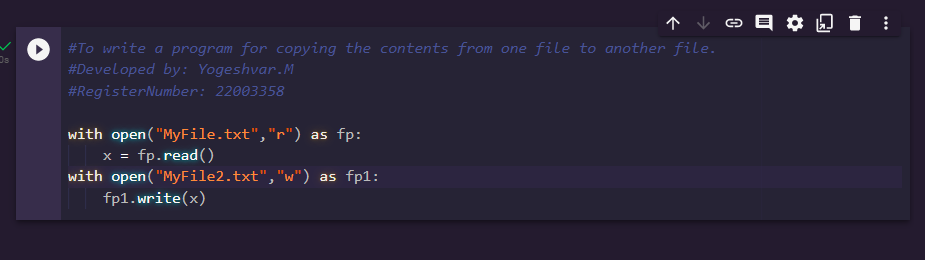 #To write a program for copying the contents from one file to another file.
#Developed by: Yogeshvar.M
#RegisterNumber: 22003358
with open("MyFile.txt","r") as fp:
x = fp.read()
with open("MyFile2.txt","w") as fp1:
fp1.write(x)
0s